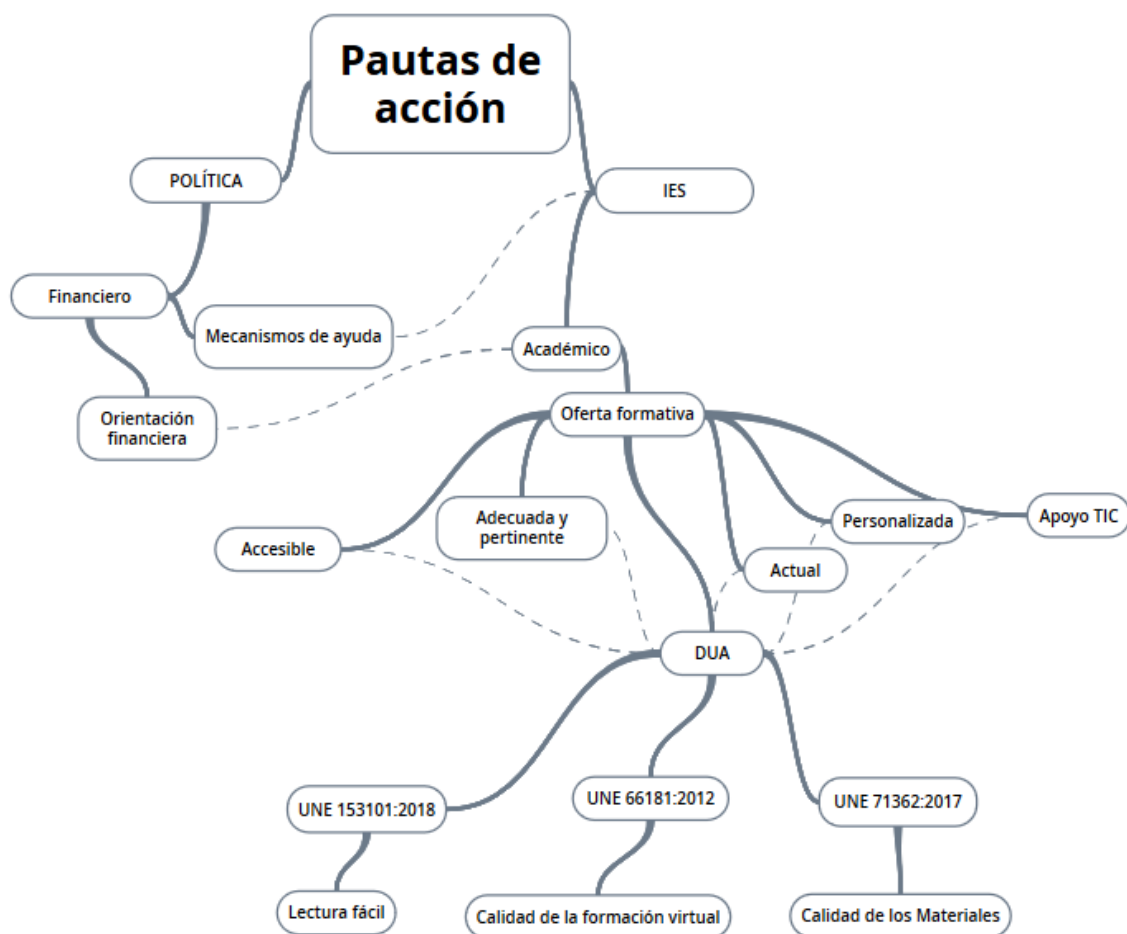 Pautas de
acción
POLÍTICA
IES
Financiero
Mecanismos de ayuda
Académico
Orientación
financiera
Oferta formativa
Accesible
Adecuada y
pertinente
Personalizada
Apoyo TIC
Actual
DUA
UNE 153101:2018
UNE 66181:2012
UNE 71362:2017
Lectura fácil
Calidad de la formación virtual
Calidad de los Materiales